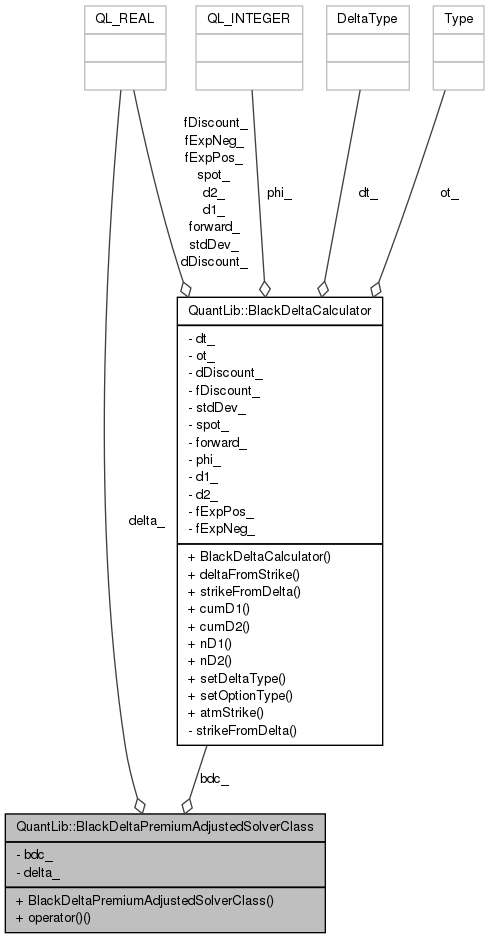 QL_REAL
QL_INTEGER
DeltaType
Type
fDiscount_
fExpNeg_
fExpPos_
spot_
d2_
d1_
forward_
stdDev_
dDiscount_
phi_
dt_
ot_
QuantLib::BlackDeltaCalculator
- dt_
- ot_
- dDiscount_
- fDiscount_
- stdDev_
- spot_
- forward_
- phi_
- d1_
- d2_
- fExpPos_
- fExpNeg_
delta_
+ BlackDeltaCalculator()
+ deltaFromStrike()
+ strikeFromDelta()
+ cumD1()
+ cumD2()
+ nD1()
+ nD2()
+ setDeltaType()
+ setOptionType()
+ atmStrike()
- strikeFromDelta()
bdc_
QuantLib::BlackDeltaPremiumAdjustedSolverClass
- bdc_
- delta_
+ BlackDeltaPremiumAdjustedSolverClass()
+ operator()()